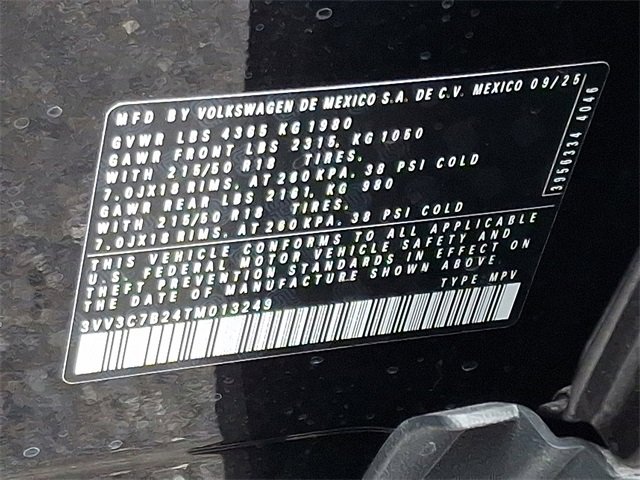 MFD BY VOLKSWAGEN DE MEXICO S.A. DE C.V. MEXICO 09/25
GVWR LBS 4365 KG 1980
GAWR FRONT LBS 2315, KG 1050
WITH 215/50 R18 TIRES.
7.0JX18 RIMS, AT 260KPA. 38 PSI COLD
GAWR REAR LBS 2161, KG 980
WITH 215/50 R18 TIRES.
7.0JX18 RIMS, AT 260KPA. 38 PSI COLD
THIS VEHICLE CONFORMS TO ALL APPLICABLE
U.S. FEDERAL MOTOR VEHICLE SAFETY AND
THEFT PREVENTION STANDARDS IN EFFECT ON
THE DATE OF MANUFACTURE SHOWN ABOVE.
TYPE MPV
3VV3C7B24TM013249
3956334 4046